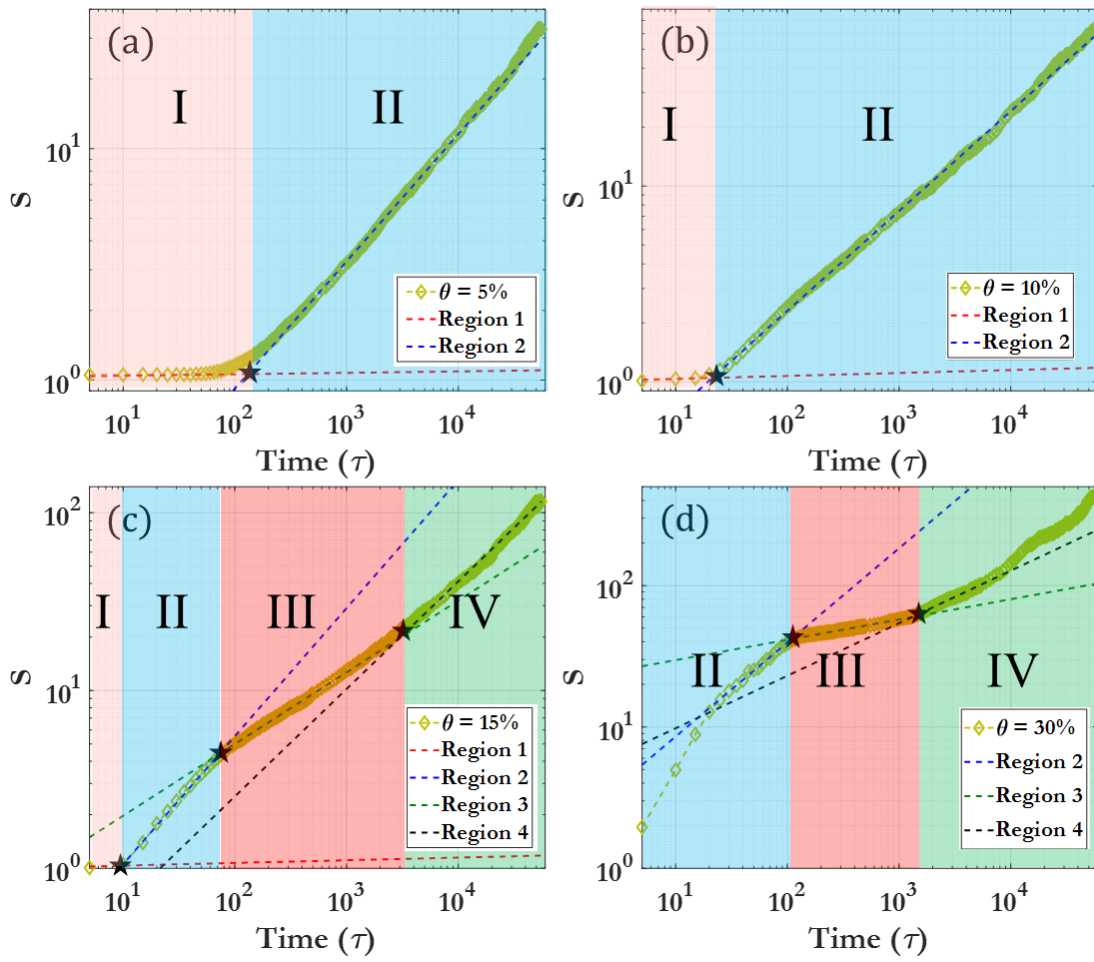 (a)
I
II
10^1
10^0
S
θ = 5%
Region 1
Region 2
10^1 10^2 10^3 10^4
Time (τ)
(b)
I
II
10^1
10^0
S
θ = 10%
Region 1
Region 2
10^1 10^2 10^3 10^4
Time (τ)
(c)
I II III IV
10^2
10^1
10^0
S
θ = 15%
Region 1
Region 2
Region 3
Region 4
10^1 10^2 10^3 10^4
Time (τ)
(d)
II III IV
10^2
10^1
10^0
S
θ = 30%
Region 2
Region 3
Region 4
10^1 10^2 10^3 10^4
Time (τ)